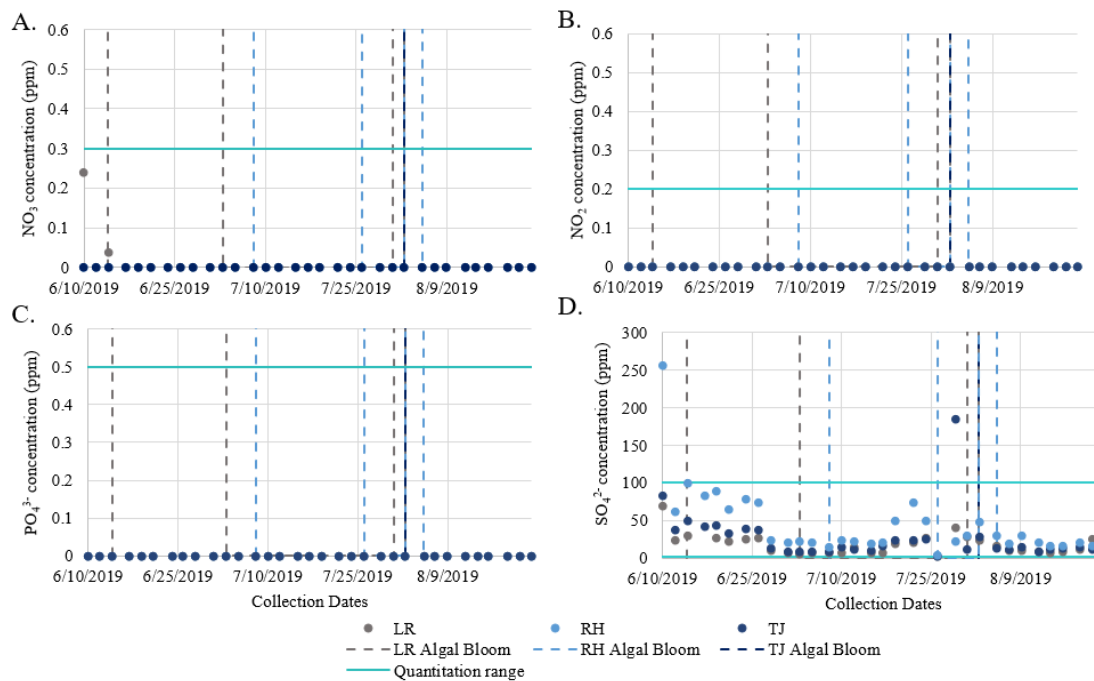 A.
NO₃ concentration (ppm)
0.6
0.5
0.4
0.3
0.2
0.1
0
6/10/2019 6/25/2019 7/10/2019 7/25/2019 8/9/2019
B.
NO₂ concentration (ppm)
0.6
0.5
0.4
0.3
0.2
0.1
0
6/10/2019 6/25/2019 7/10/2019 7/25/2019 8/9/2019
C.
PO₄³⁻ concentration (ppm)
0.6
0.5
0.4
0.3
0.2
0.1
0
6/10/2019 6/25/2019 7/10/2019 7/25/2019 8/9/2019
Collection Dates
D.
SO₄²⁻ concentration (ppm)
300
250
200
150
100
50
0
6/10/2019 6/25/2019 7/10/2019 7/25/2019 8/9/2019
Collection Dates
LR RH TJ
LR Algal Bloom RH Algal Bloom TJ Algal Bloom
Quantitation range